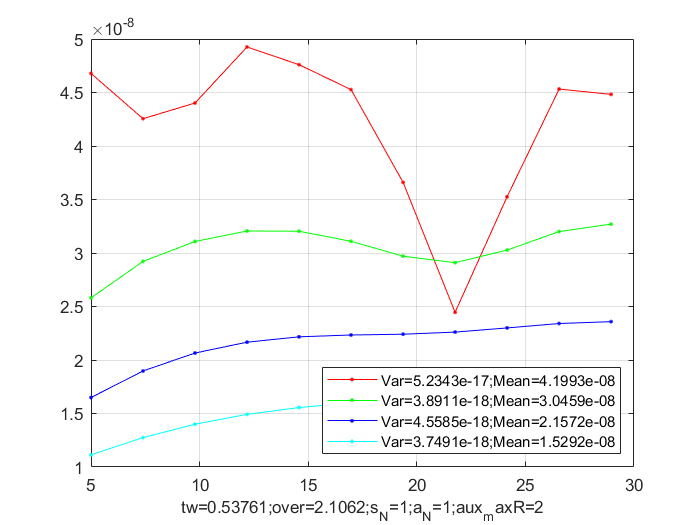 ×10-8
5
4.5
4
3.5
3
2.5
2
1.5
1
5 10 15 20 25 30
Var=5.2343e-17;Mean=4.1993e-08
Var=3.8911e-18;Mean=3.0459e-08
Var=4.5585e-18;Mean=2.1572e-08
Var=3.7491e-18;Mean=1.5292e-08
tw=0.53761;over=2.1062;sN=1;aN=1;auxmaxR=2